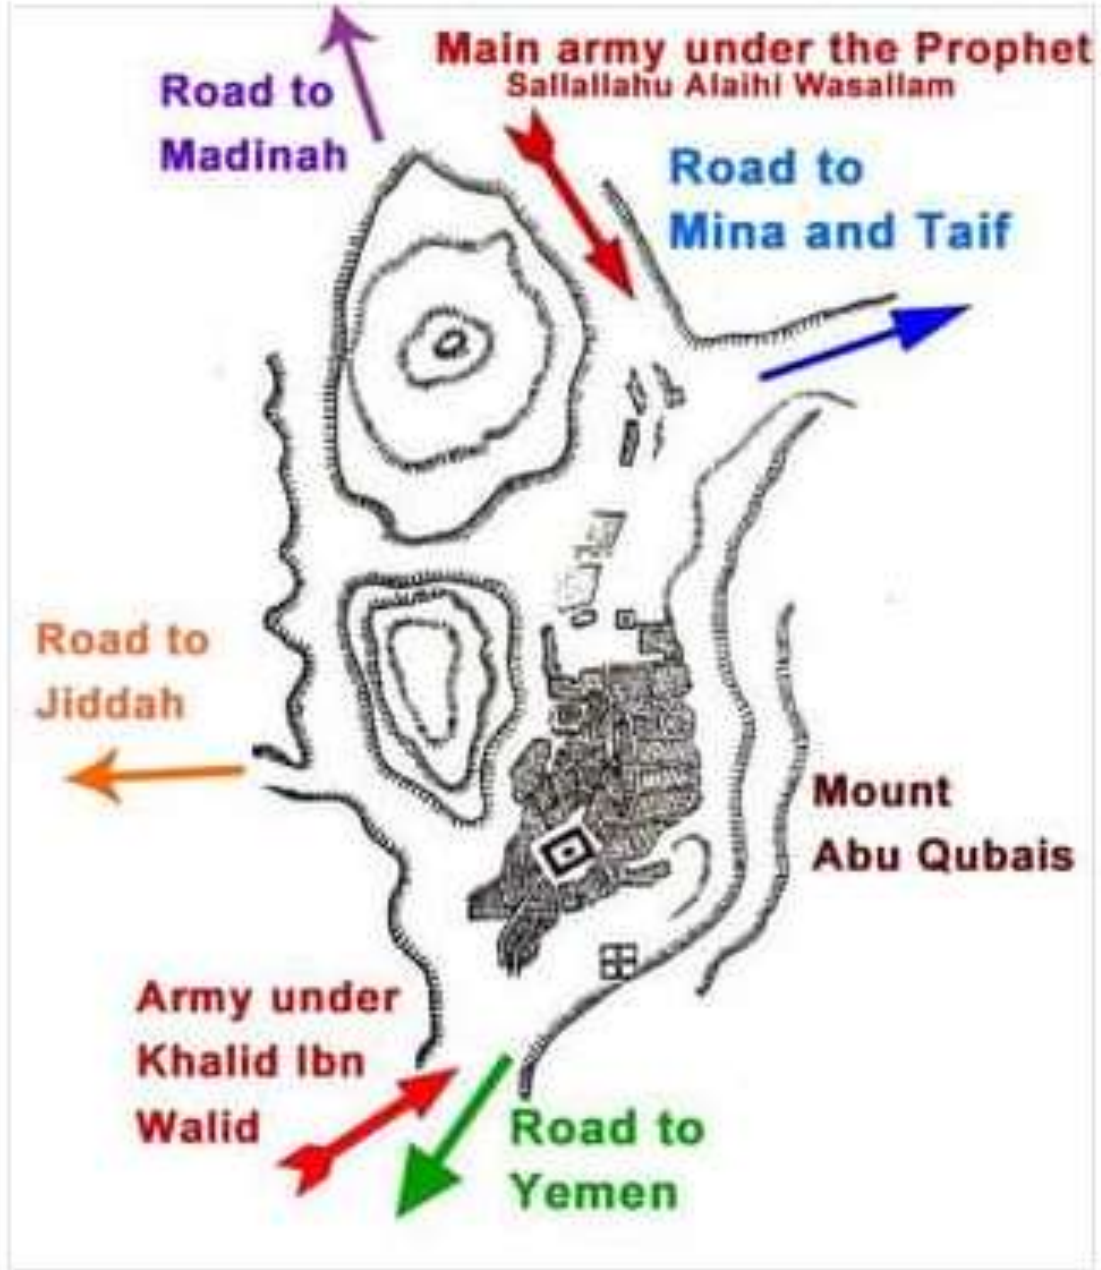 Main army under the Prophet
Sallallahu Alaihi Wasallam
Road to
Madinah
Road to
Mina and Taif
Road to
Jiddah
Mount
Abu Qubais
Army under
Khalid Ibn
Walid
Road to
Yemen